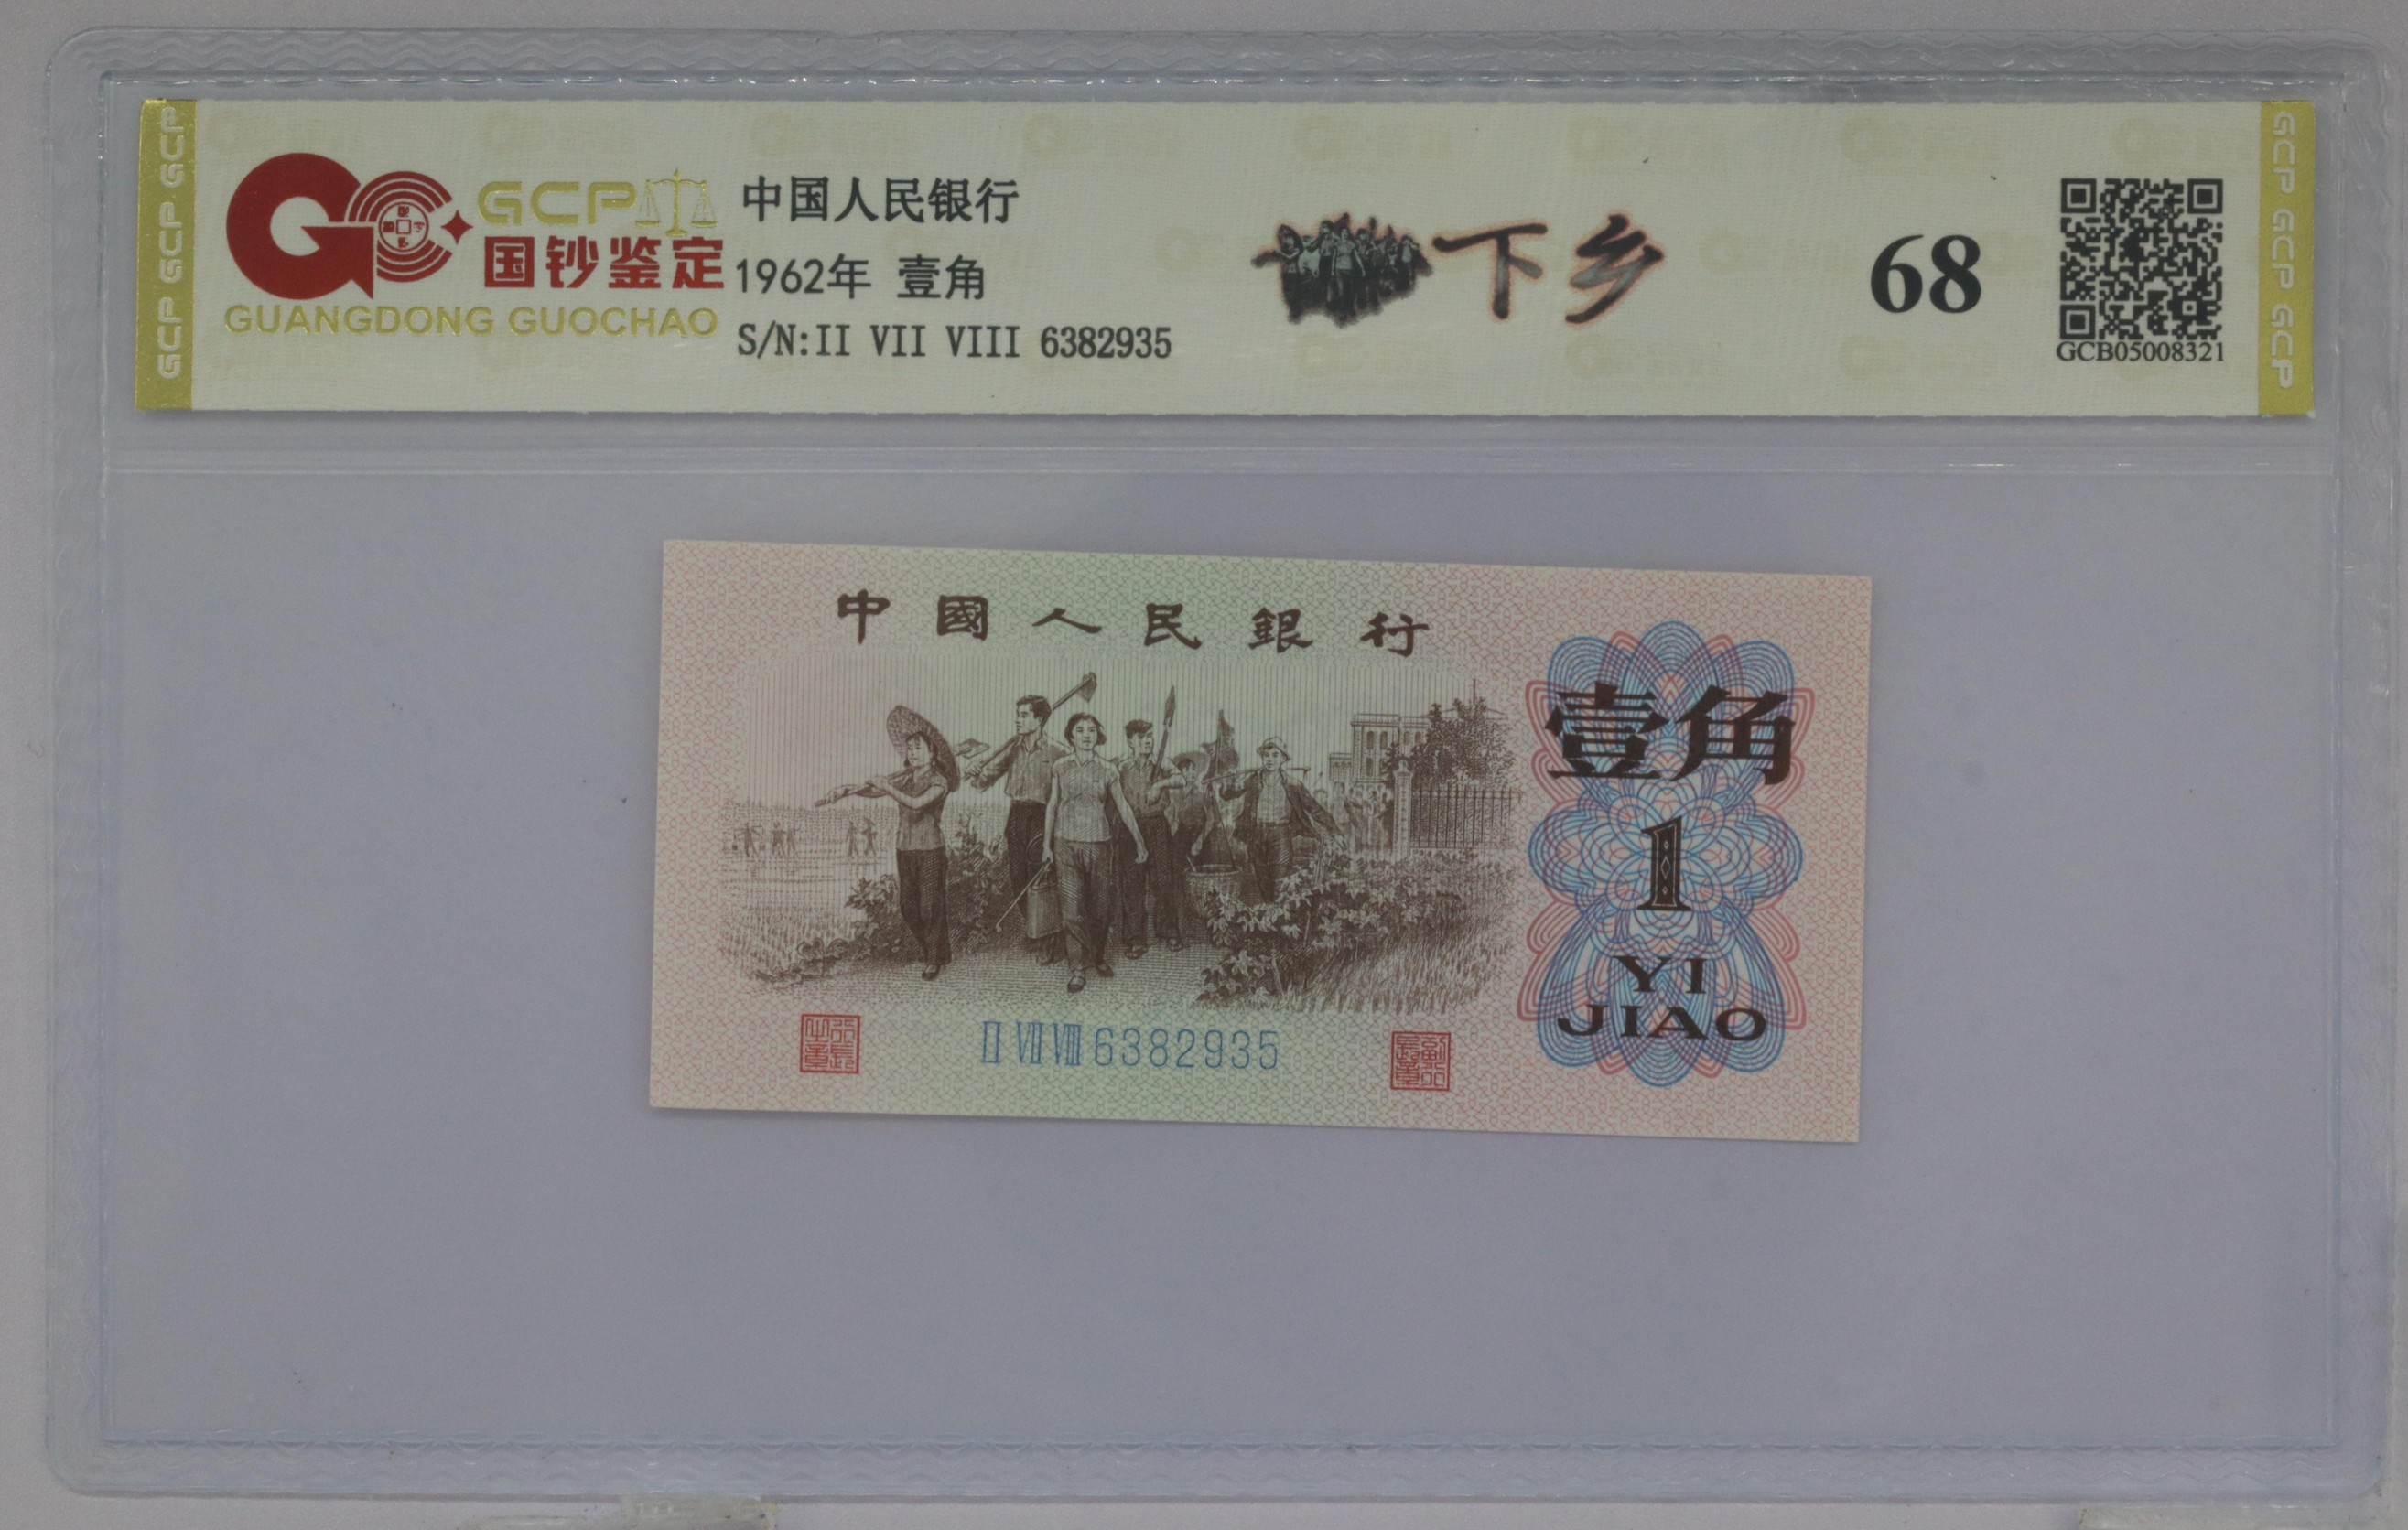 GCP GCP GCP
GCP
国钞鉴定
GUANGDONG GUOCHAO
中国人民银行
1962年 壹角
S/N:II VII VIII 6382935
下乡
68
GCB05008321
GCP GCP GCP
中國人民銀行
壹角
1
YI
JIAO
II VII VIII 6382935